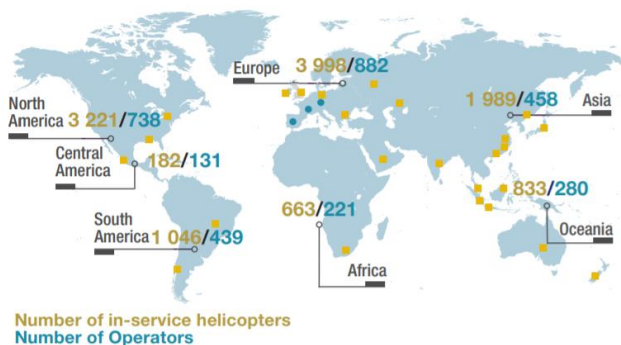 Europe
3 998/882
North
America
3 221/738
1 989/458
Asia
Central
America
182/131
South
America
1 046/439
663/221
Africa
833/280
Oceania
Number of in-service helicopters
Number of Operators